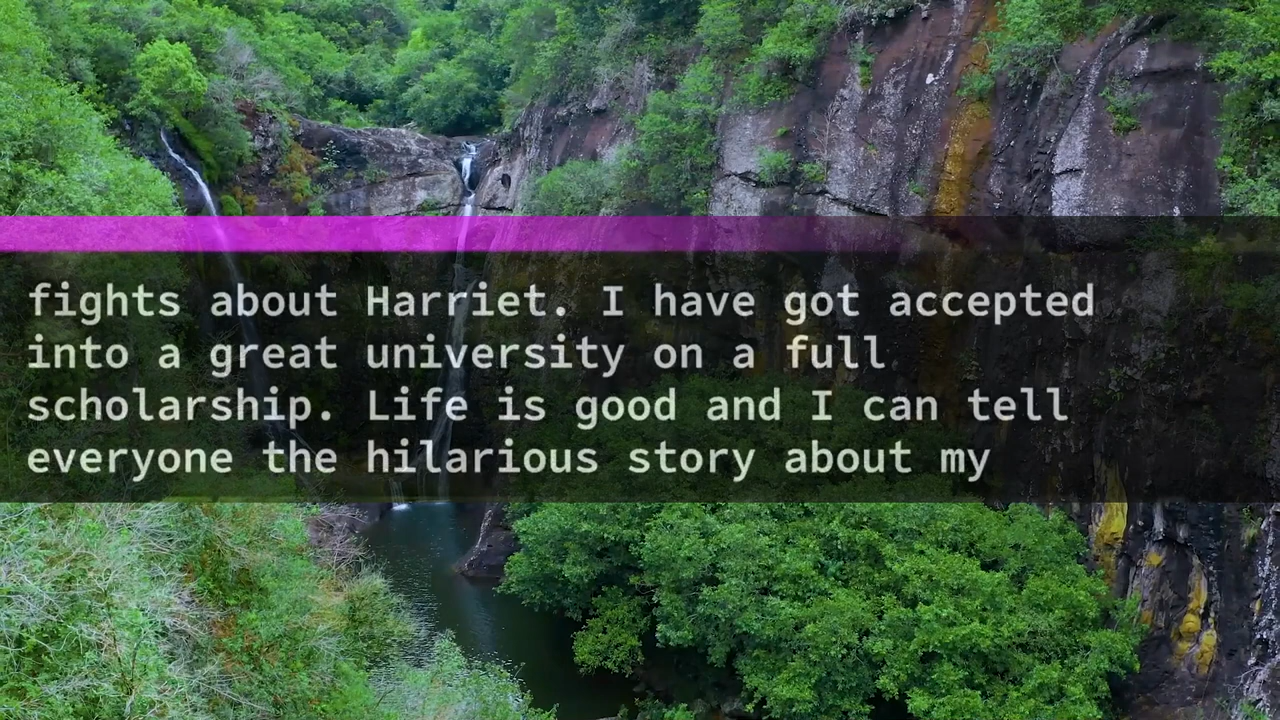 fights about Harriet. I have got accepted
into a great university on a full
scholarship. Life is good and I can tell
everyone the hilarious story about my